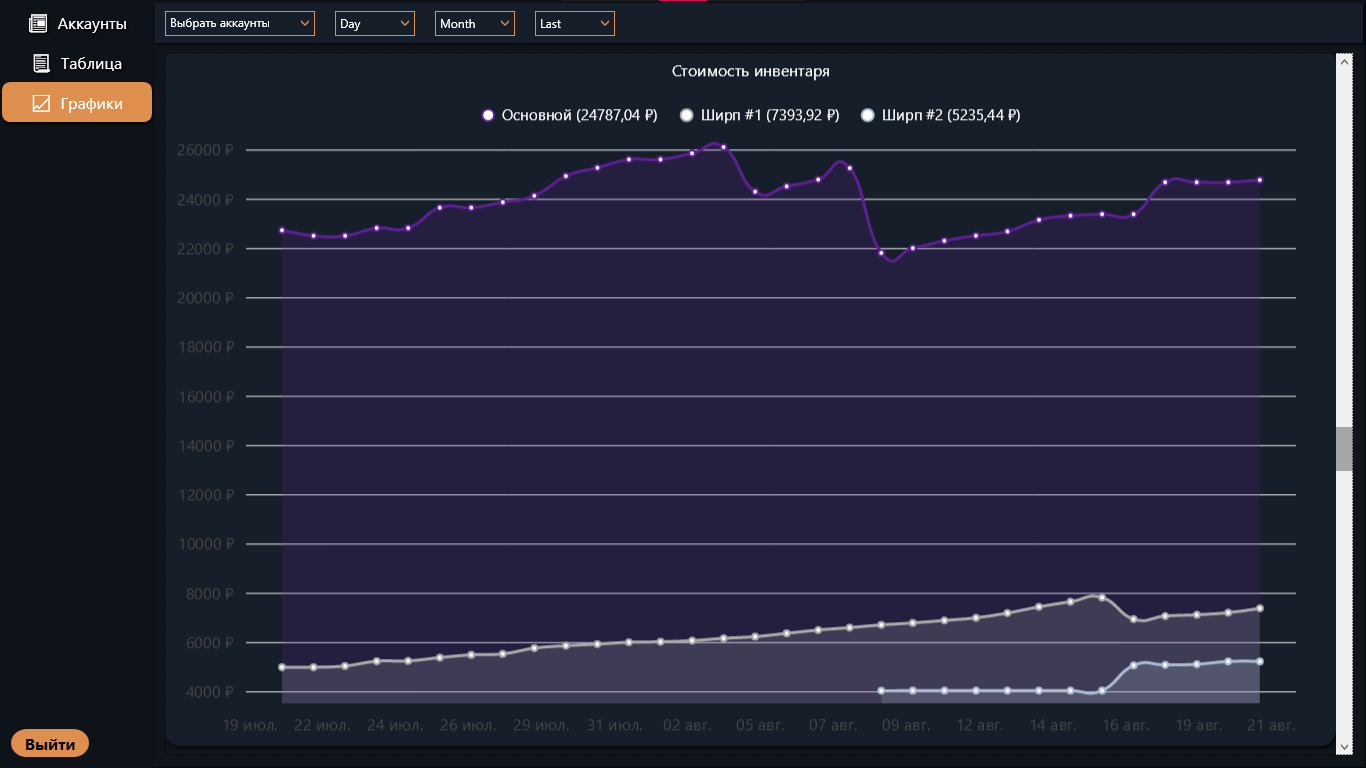 Аккаунты
Таблица
Графики
Выйти
Выбрать аккаунты
Day
Month
Last
Стоимость инвентаря
Основной (24787,04 ₽)
Ширп #1 (7393,92 ₽)
Ширп #2 (5235,44 ₽)
26000 ₽
24000 ₽
22000 ₽
20000 ₽
18000 ₽
16000 ₽
14000 ₽
12000 ₽
10000 ₽
8000 ₽
6000 ₽
4000 ₽
19 июл. 22 июл. 24 июл. 26 июл. 29 июл. 31 июл. 02 авг. 05 авг. 07 авг. 09 авг. 12 авг. 14 авг. 16 авг. 19 авг. 21 авг.